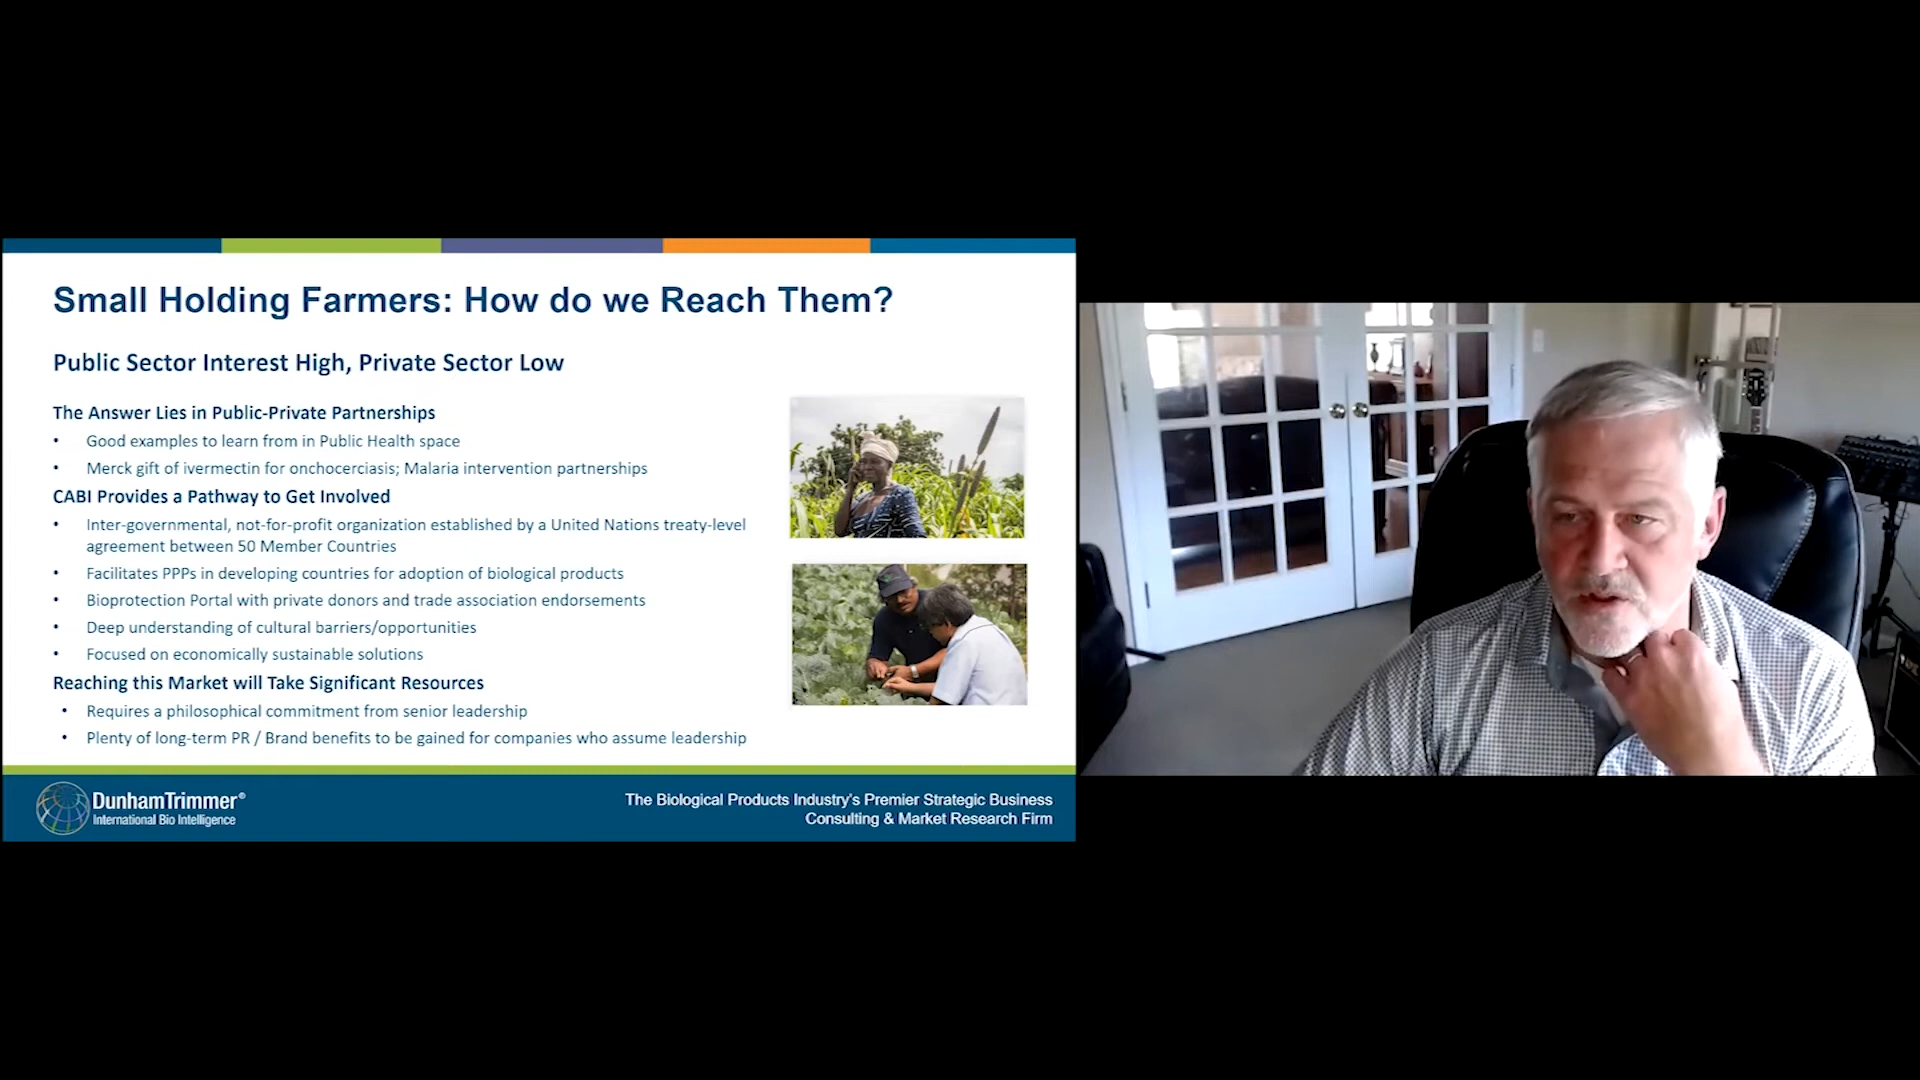 Small Holding Farmers: How do we Reach Them?
Public Sector Interest High, Private Sector Low
The Answer Lies in Public-Private Partnerships
• Good examples to learn from in Public Health space
• Merck gift of ivermectin for onchocerciasis; Malaria intervention partnerships
CABI Provides a Pathway to Get Involved
• Inter-governmental, not-for-profit organization established by a United Nations treaty-level
agreement between 50 Member Countries
• Facilitates PPPs in developing countries for adoption of biological products
• Bioprotection Portal with private donors and trade association endorsements
• Deep understanding of cultural barriers/opportunities
• Focused on economically sustainable solutions
Reaching this Market will Take Significant Resources
• Requires a philosophical commitment from senior leadership
• Plenty of long-term PR / Brand benefits to be gained for companies who assume leadership
DunhamTrimmer®
International Bio Intelligence
The Biological Products Industry's Premier Strategic Business
Consulting & Market Research Firm